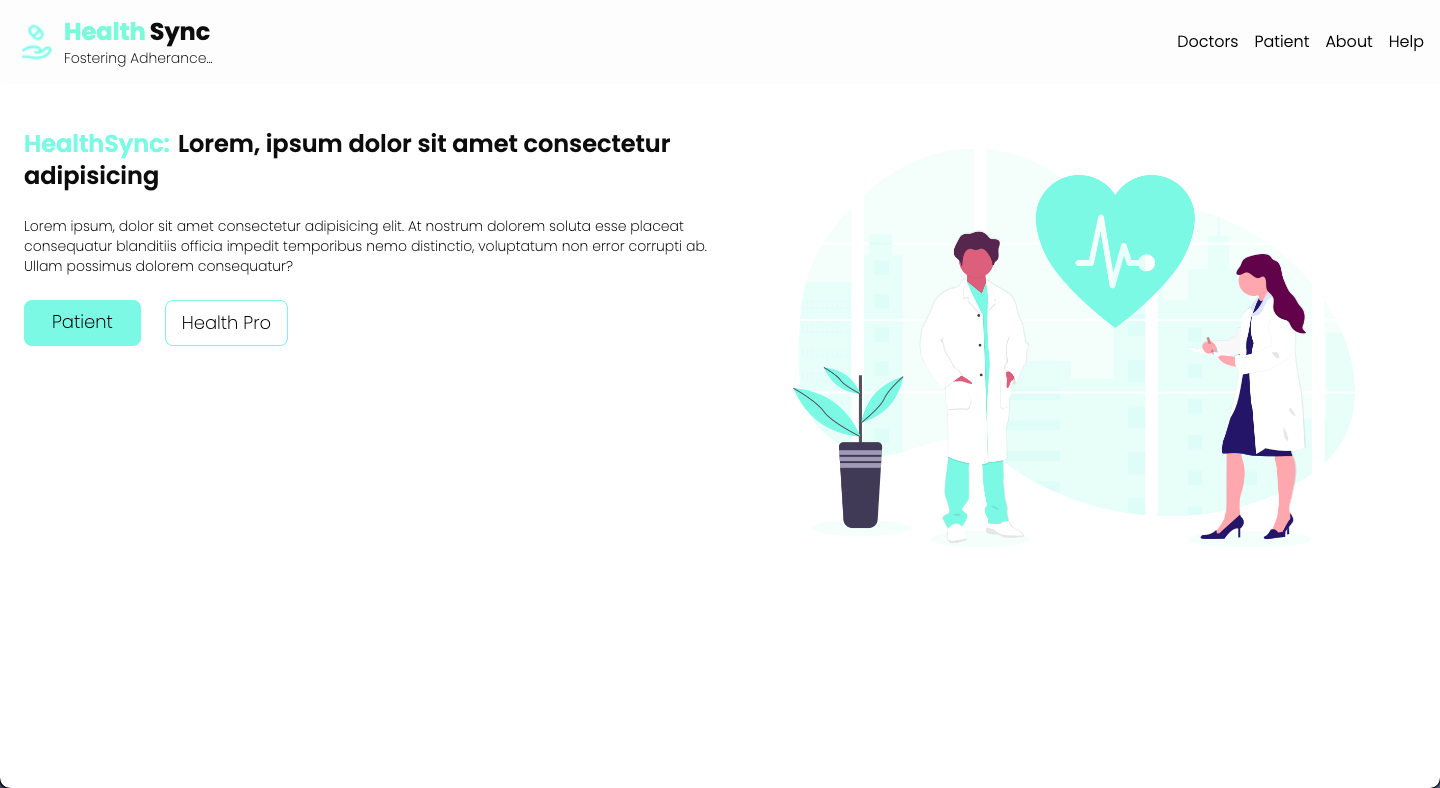 Health Sync
Fostering Adherance...
Doctors Patient About Help
HealthSync: Lorem, ipsum dolor sit amet consectetur
adipisicing
Lorem ipsum, dolor sit amet consectetur adipisicing elit. At nostrum dolorem soluta esse placeat
consequatur blanditiis officia impedit temporibus nemo distinctio, voluptatum non error corrupti ab.
Ullam possimus dolorem consequatur?
Patient
Health Pro